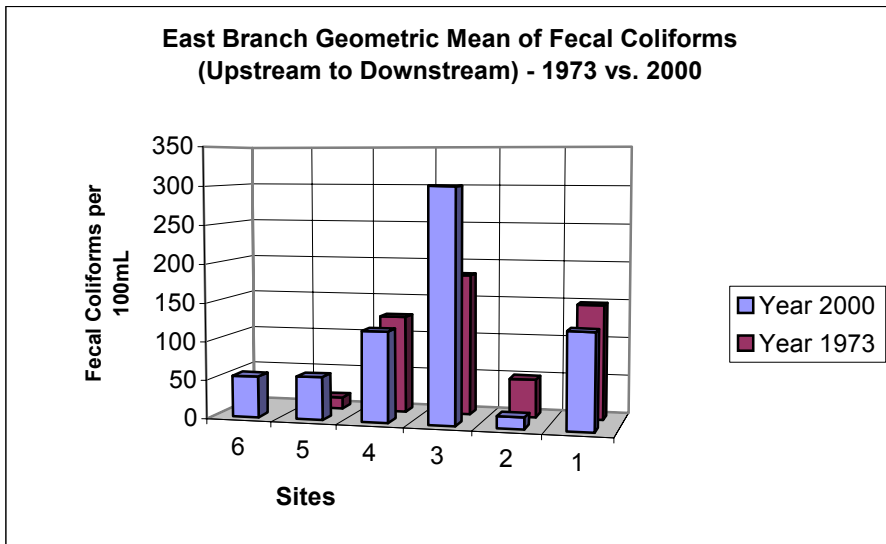 East Branch Geometric Mean of Fecal Coliforms
(Upstream to Downstream) - 1973 vs. 2000
350
300
250
200
150
100
50
0
Fecal Coliforms per
100mL
6 5 4 3 2 1
Sites
Year 2000
Year 1973